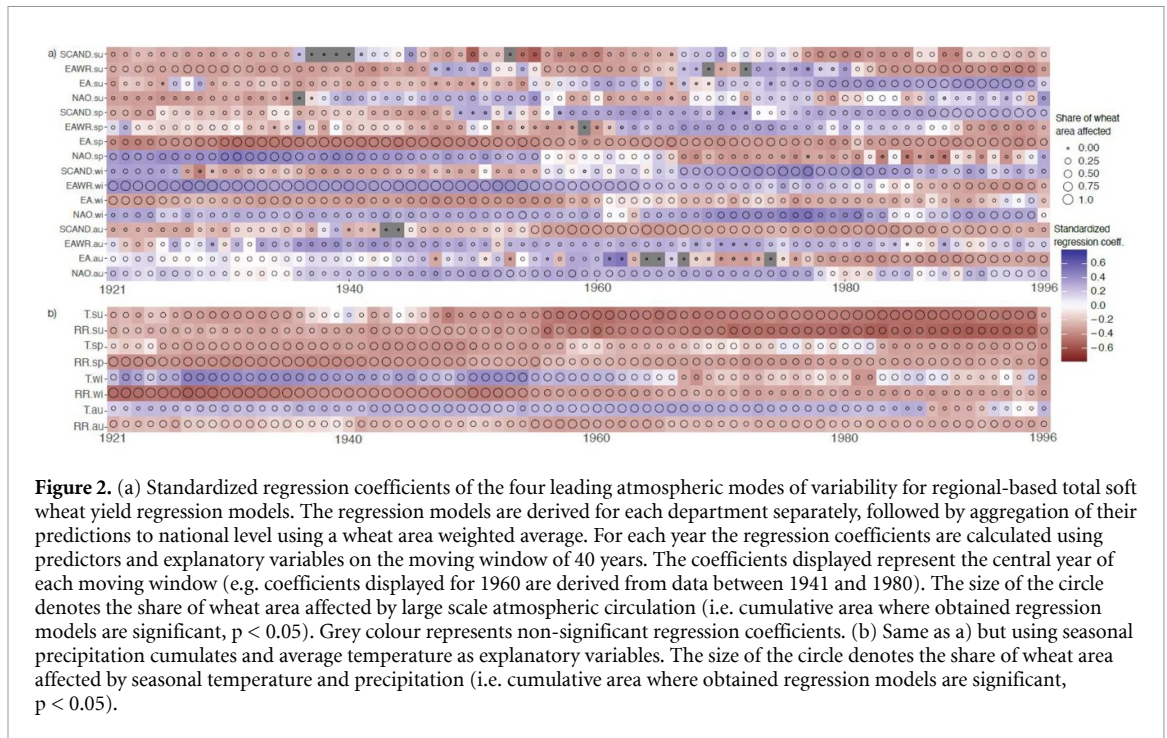 a)
SCAND.su
EAWR.su
EA.su
NAO.su
SCAND.sp
EAWR.sp
EA.sp
NAO.sp
SCAND.wi
EAWR.wi
EA.wi
NAO.wi
SCAND.au
EAWR.au
EA.au
NAO.au
1921 1940 1960 1980 1996
Share of wheat
area affected
0.00
0.25
0.50
0.75
1.0
Standardized
regression coeff.
0.6
0.4
0.2
0.0
−0.2
−0.4
−0.6
b)
T.su
RR.su
T.sp
RR.sp
T.wi
RR.wi
T.au
RR.au
1921 1940 1960 1980 1996
Figure 2. (a) Standardized regression coefficients of the four leading atmospheric modes of variability for regional-based total soft
wheat yield regression models. The regression models are derived for each department separately, followed by aggregation of their
predictions to national level using a wheat area weighted average. For each year the regression coefficients are calculated using
predictors and explanatory variables on the moving window of 40 years. The coefficients displayed represent the central year of
each moving window (e.g. coefficients displayed for 1960 are derived from data between 1941 and 1980). The size of the circle
denotes the share of wheat area affected by large scale atmospheric circulation (i.e. cumulative area where obtained regression
models are significant, p < 0.05). Grey colour represents non-significant regression coefficients. (b) Same as a) but using seasonal
precipitation cumulates and average temperature as explanatory variables. The size of the circle denotes the share of wheat area
affected by seasonal temperature and precipitation (i.e. cumulative area where obtained regression models are significant,
p < 0.05).